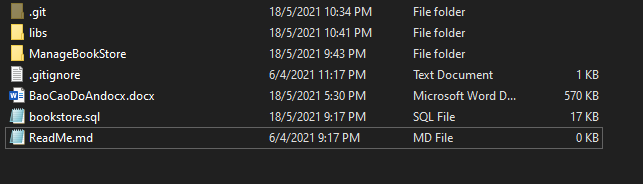 .git 18/5/2021 10:34 PM File folder
libs 18/5/2021 10:41 PM File folder
ManageBookStore 18/5/2021 9:43 PM File folder
.gitignore 6/4/2021 11:17 PM Text Document 1 KB
BaoCaoDoAndocx.docx 18/5/2021 5:30 PM Microsoft Word D... 570 KB
bookstore.sql 18/5/2021 9:17 PM SQL File 17 KB
ReadMe.md 6/4/2021 9:17 PM MD File 0 KB